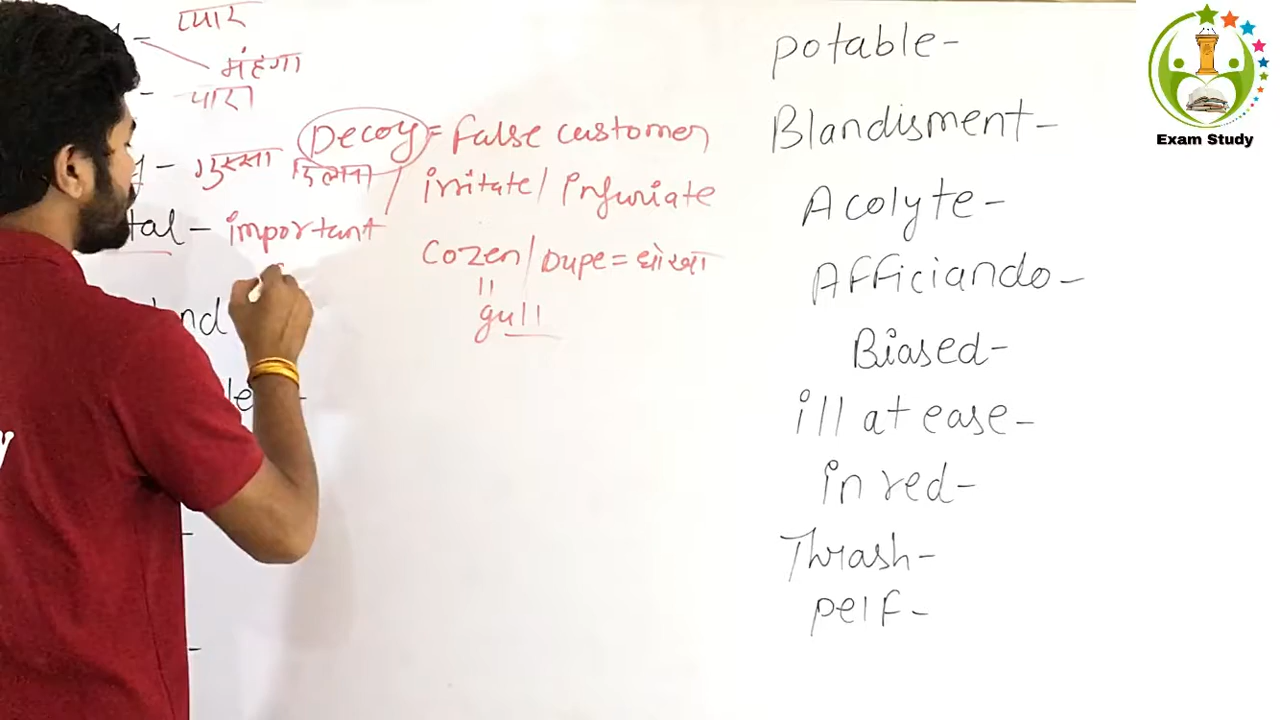 प्यार
मंहगा
- पारा
- गुस्सा दिलाना
Decoy = False customer
irritate / infuriate
tal - important
Cozen / Dupe = धोखा
=
gull
nd
le -
potable -
Blandisment -
Acolyte -
Afficiando -
Biased -
ill at ease -
in red -
Thrash -
pelf -
Exam Study